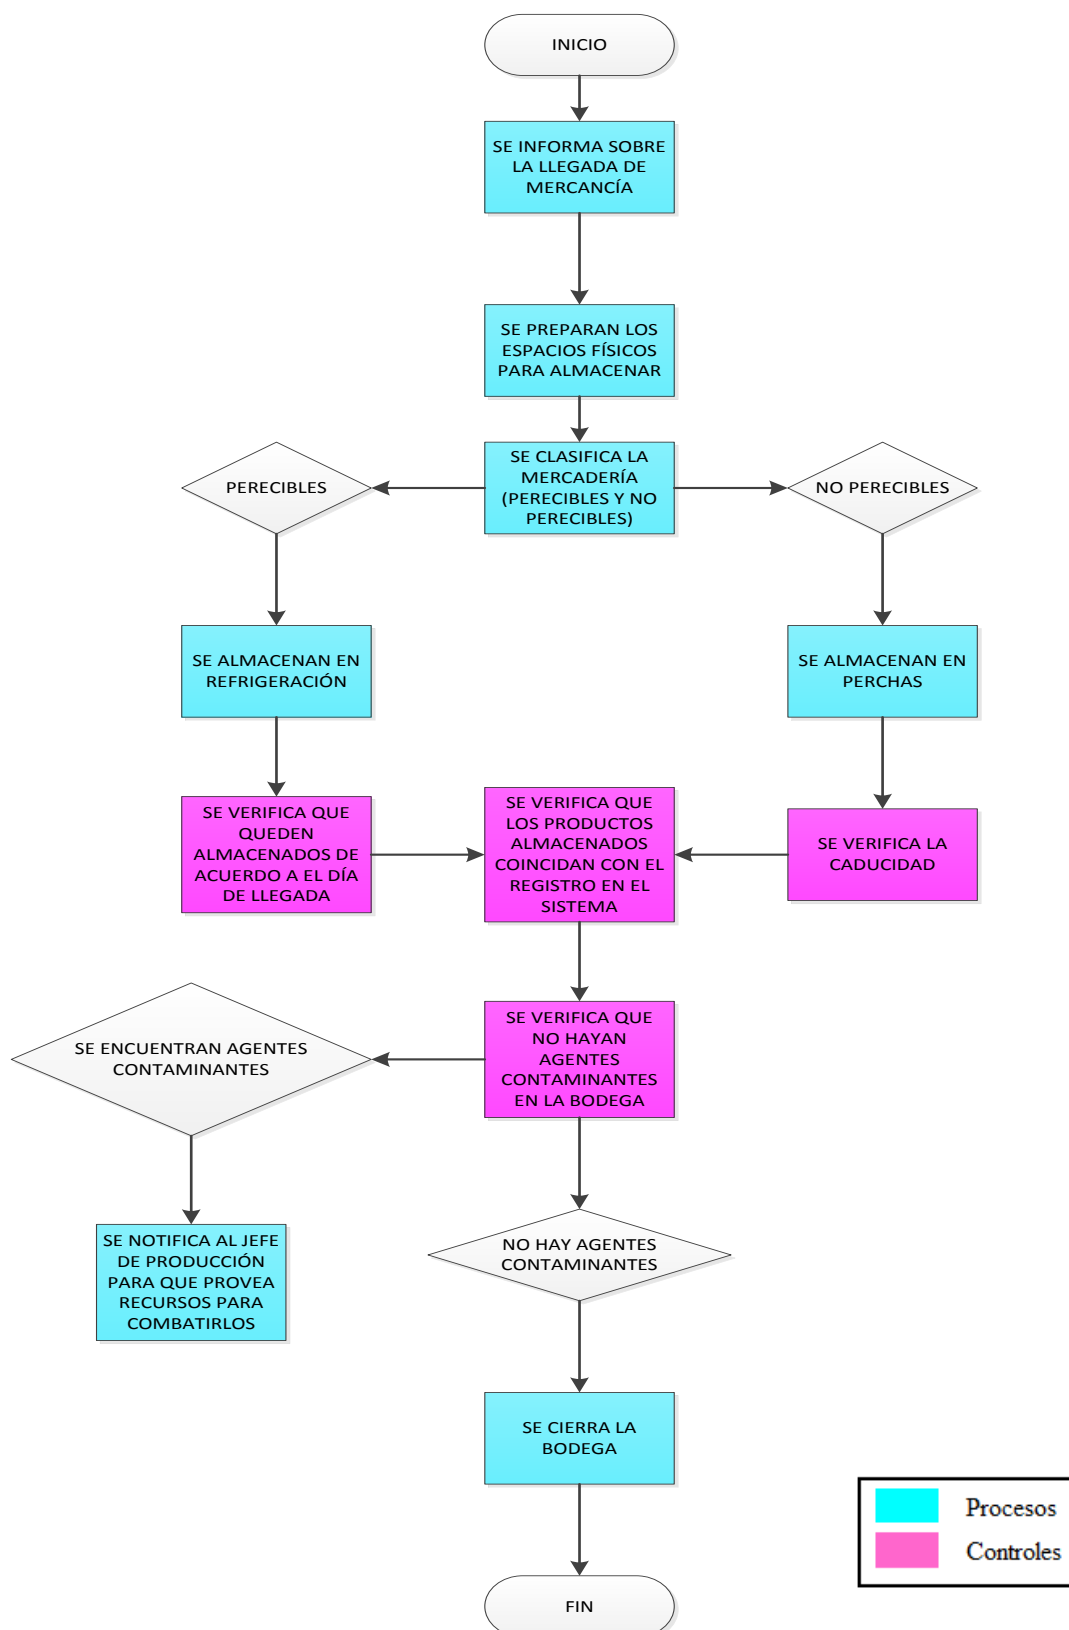 INICIO
SE INFORMA SOBRE
LA LLEGADA DE
MERCANCÍA
SE PREPARAN LOS
ESPACIOS FÍSICOS
PARA ALMACENAR
PERECIBLES
SE CLASIFICA LA
MERCADERÍA
(PERECIBLES Y NO
PERECIBLES)
NO PERECIBLES
SE ALMACENAN EN
REFRIGERACIÓN
SE ALMACENAN EN
PERCHAS
SE VERIFICA QUE
QUEDEN
ALMACENADOS DE
ACUERDO A EL DÍA
DE LLEGADA
SE VERIFICA QUE
LOS PRODUCTOS
ALMACENADOS
COINCIDAN CON EL
REGISTRO EN EL
SISTEMA
SE VERIFICA LA
CADUCIDAD
SE ENCUENTRAN AGENTES
CONTAMINANTES
SE VERIFICA QUE
NO HAYAN
AGENTES
CONTAMINANTES
EN LA BODEGA
SE NOTIFICA AL JEFE
DE PRODUCCIÓN
PARA QUE PROVEA
RECURSOS PARA
COMBATIRLOS
NO HAY AGENTES
CONTAMINANTES
SE CIERRA LA
BODEGA
Procesos
Controles
FIN